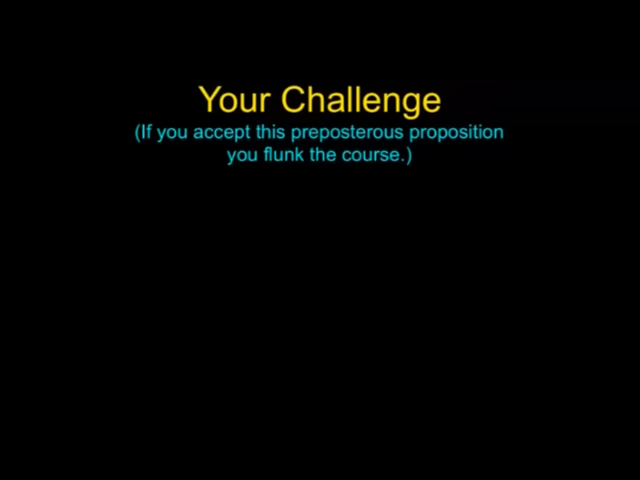 Your Challenge
(If you accept this preposterous proposition
you flunk the course.)